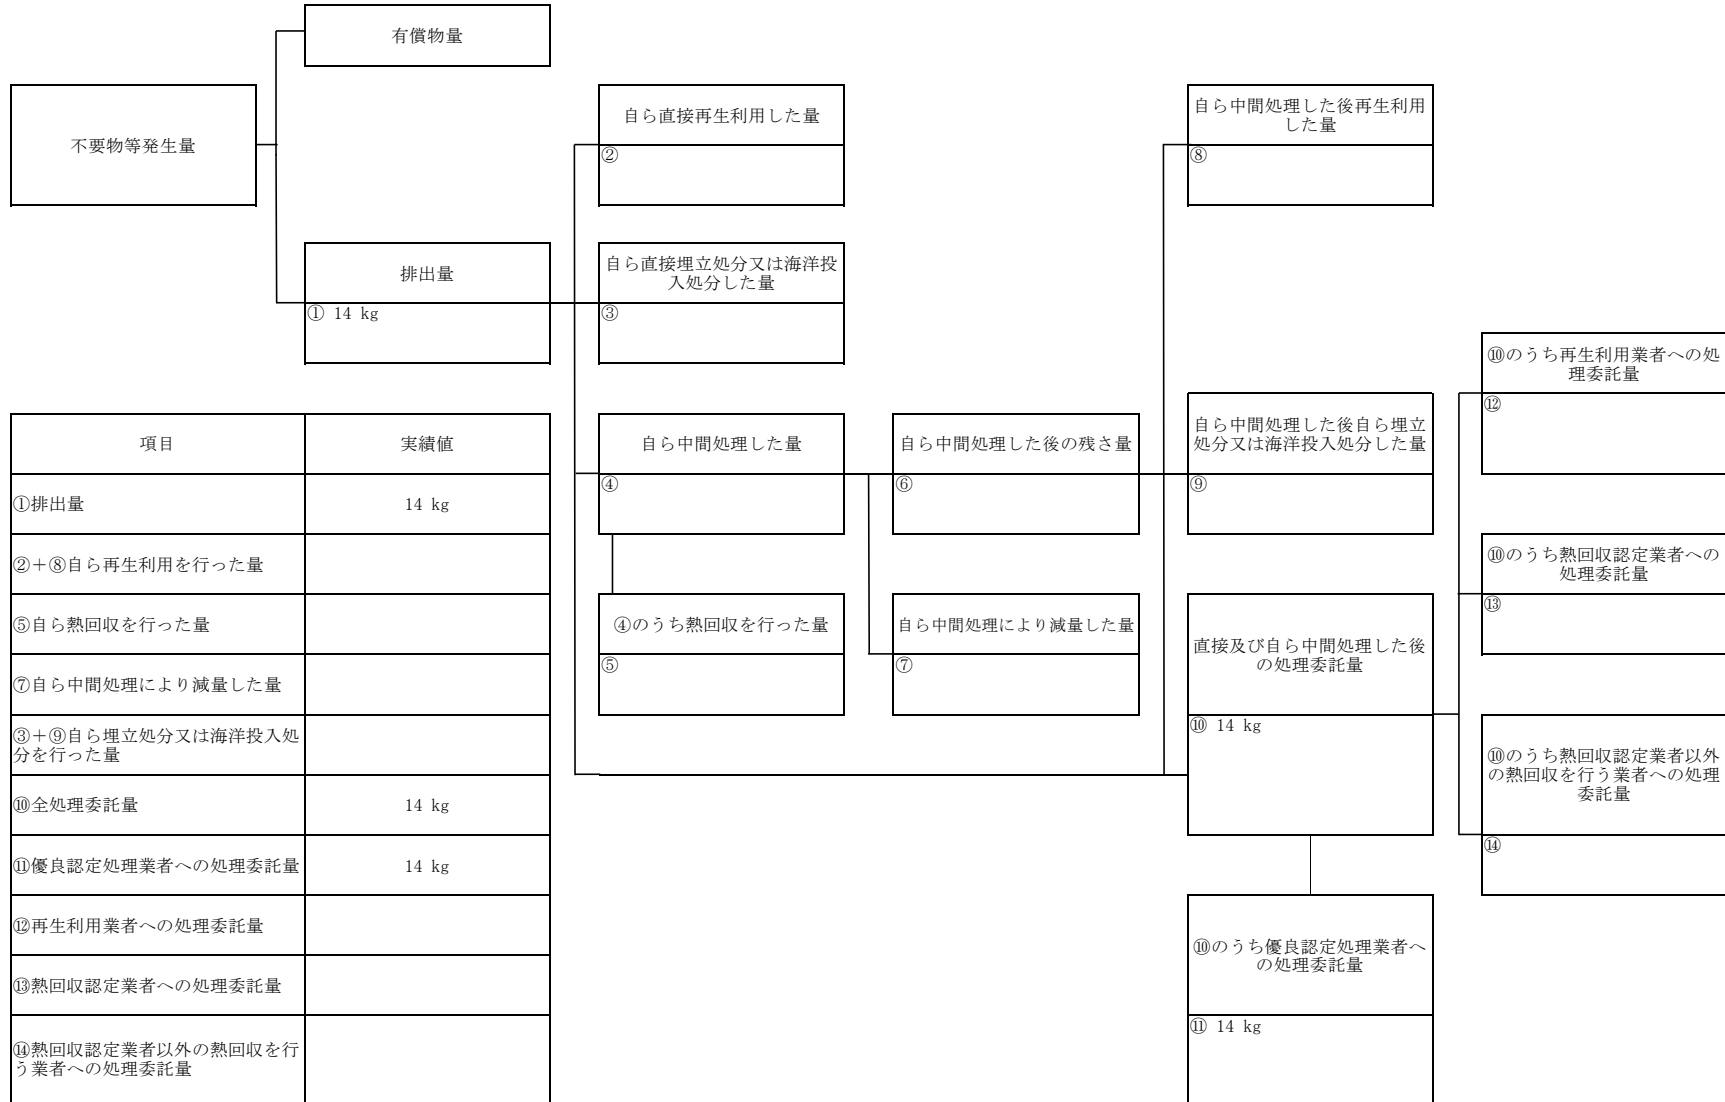 有償物量
不要物等発生量
自ら直接再生利用した量
②
自ら中間処理した後再生利用
した量
⑧
排出量
① 14 kg
自ら直接埋立処分又は海洋投
入処分した量
③
⑩のうち再生利用業者への処
理委託量
⑫
自ら中間処理した量
④
自ら中間処理した後の残さ量
⑥
自ら中間処理した後自ら埋立
処分又は海洋投入処分した量
⑨
⑩のうち熱回収認定業者への
処理委託量
⑬
④のうち熱回収を行った量
⑤
自ら中間処理により減量した量
⑦
直接及び自ら中間処理した後
の処理委託量
⑩ 14 kg
⑩のうち熱回収認定業者以外
の熱回収を行う業者への処理
委託量
⑭
⑩のうち優良認定処理業者へ
の処理委託量
⑪ 14 kg
項目 実績値
①排出量 14 kg
②＋⑧自ら再生利用を行った量
⑤自ら熱回収を行った量
⑦自ら中間処理により減量した量
③＋⑨自ら埋立処分又は海洋投入処
分を行った量
⑩全処理委託量 14 kg
⑪優良認定処理業者への処理委託量 14 kg
⑫再生利用業者への処理委託量
⑬熱回収認定業者への処理委託量
⑭熱回収認定業者以外の熱回収を行
う業者への処理委託量